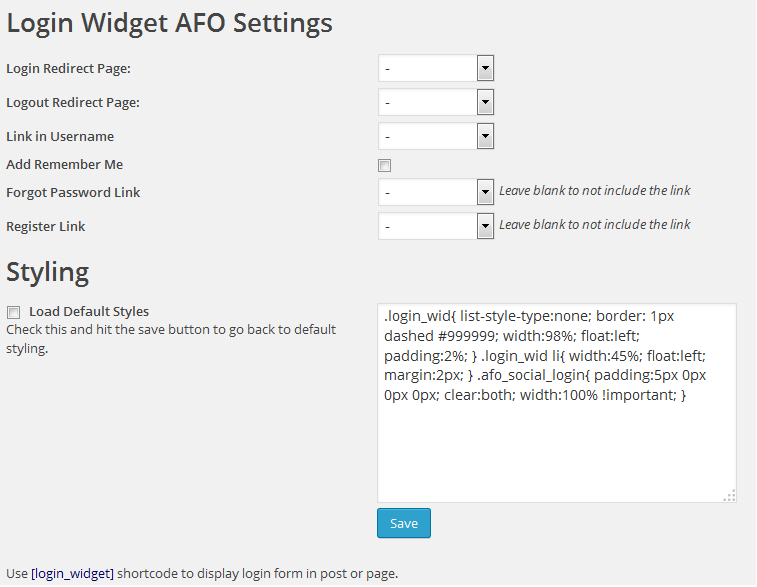 Login Widget AFO Settings
Login Redirect Page: -
Logout Redirect Page: -
Link in Username -
Add Remember Me
Forgot Password Link - Leave blank to not include the link
Register Link - Leave blank to not include the link
Styling
Load Default Styles
Check this and hit the save button to go back to default
styling.
.login_wid{ list-style-type:none; border: 1px
dashed #999999; width:98%; float:left;
padding:2%; } .login_wid li{ width:45%; float:left;
margin:2px; } .afo_social_login{ padding:5px 0px
0px 0px; clear:both; width:100% !important; }
Save
Use [login_widget] shortcode to display login form in post or page.